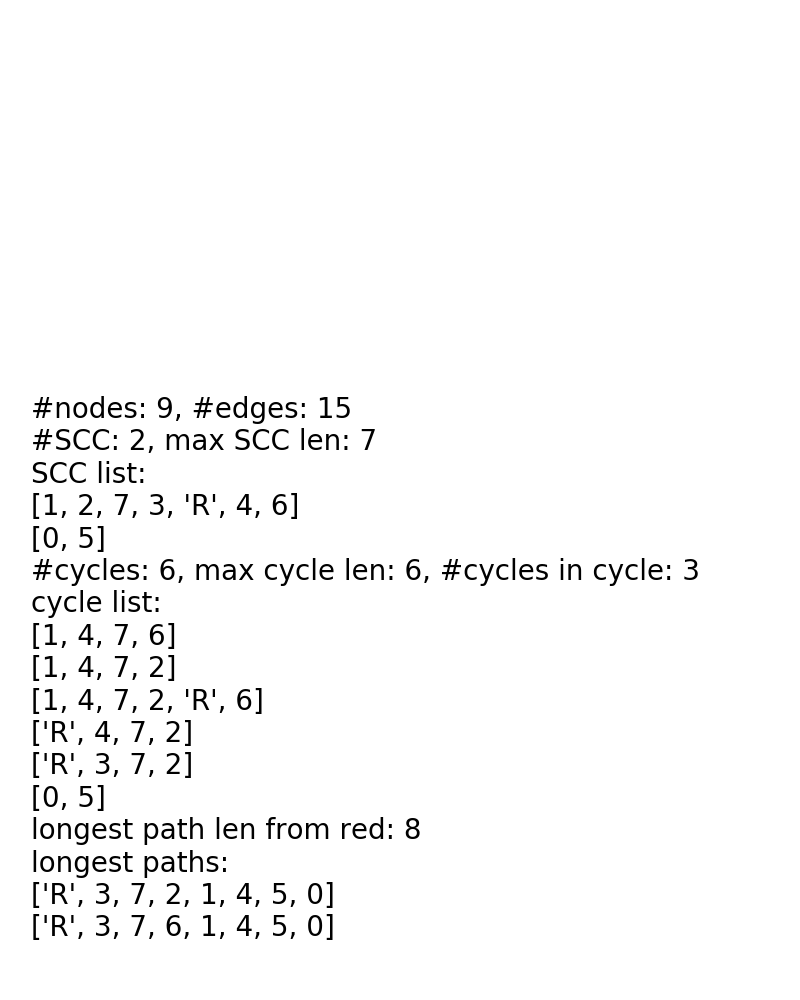 #nodes: 9, #edges: 15
#SCC: 2, max SCC len: 7
SCC list:
[1, 2, 7, 3, 'R', 4, 6]
[0, 5]
#cycles: 6, max cycle len: 6, #cycles in cycle: 3
cycle list:
[1, 4, 7, 6]
[1, 4, 7, 2]
[1, 4, 7, 2, 'R', 6]
['R', 4, 7, 2]
['R', 3, 7, 2]
[0, 5]
longest path len from red: 8
longest paths:
['R', 3, 7, 2, 1, 4, 5, 0]
['R', 3, 7, 6, 1, 4, 5, 0]